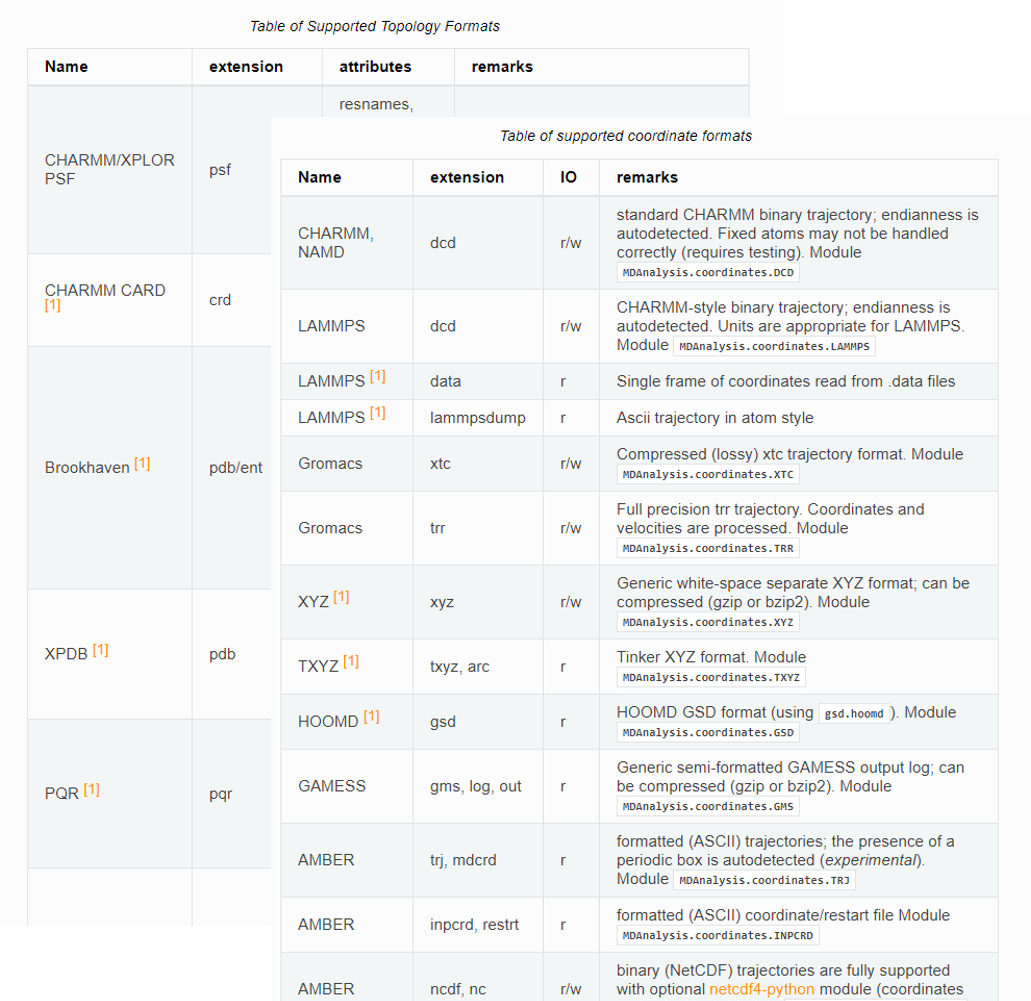 Table of Supported Topology Formats
Name extension attributes remarks
resnames,
CHARMM/XPLOR
PSF
psf
CHARMM CARD
[1]
crd
Brookhaven [1] pdb/ent
XPDB [1] pdb
PQR [1] pqr
Table of supported coordinate formats
Name extension IO remarks
CHARMM,
NAMD
dcd
r/w
standard CHARMM binary trajectory; endianness is
autodetected. Fixed atoms may not be handled
correctly (requires testing). Module
MDAnalysis.coordinates.DCD
LAMMPS
dcd
r/w
CHARMM-style binary trajectory; endianness is
autodetected. Units are appropriate for LAMMPS.
Module MDAnalysis.coordinates.LAMMPS
LAMMPS [1] data r Single frame of coordinates read from .data files
LAMMPS [1] lammpsdump r Ascii trajectory in atom style
Gromacs xtc r/w
Compressed (lossy) xtc trajectory format. Module
MDAnalysis.coordinates.XTC
Gromacs trr r/w
Full precision trr trajectory. Coordinates and
velocities are processed. Module
MDAnalysis.coordinates.TRR
XYZ [1] xyz r/w
Generic white-space separate XYZ format; can be
compressed (gzip or bzip2). Module
MDAnalysis.coordinates.XYZ
TXYZ [1] txyz, arc r
Tinker XYZ format. Module
MDAnalysis.coordinates.TXYZ
HOOMD [1] gsd r
HOOMD GSD format (using gsd.hoomd ). Module
MDAnalysis.coordinates.GSD
GAMESS gms, log, out r
Generic semi-formatted GAMESS output log; can
be compressed (gzip or bzip2). Module
MDAnalysis.coordinates.GMS
AMBER trj, mdcrd r
formatted (ASCII) trajectories; the presence of a
periodic box is autodetected (experimental).
Module MDAnalysis.coordinates.TRJ
AMBER inpcrd, restrt r
formatted (ASCII) coordinate/restart file Module
MDAnalysis.coordinates.INPCRD
AMBER ncdf, nc r/w
binary (NetCDF) trajectories are fully supported
with optional netcdf4-python module (coordinates